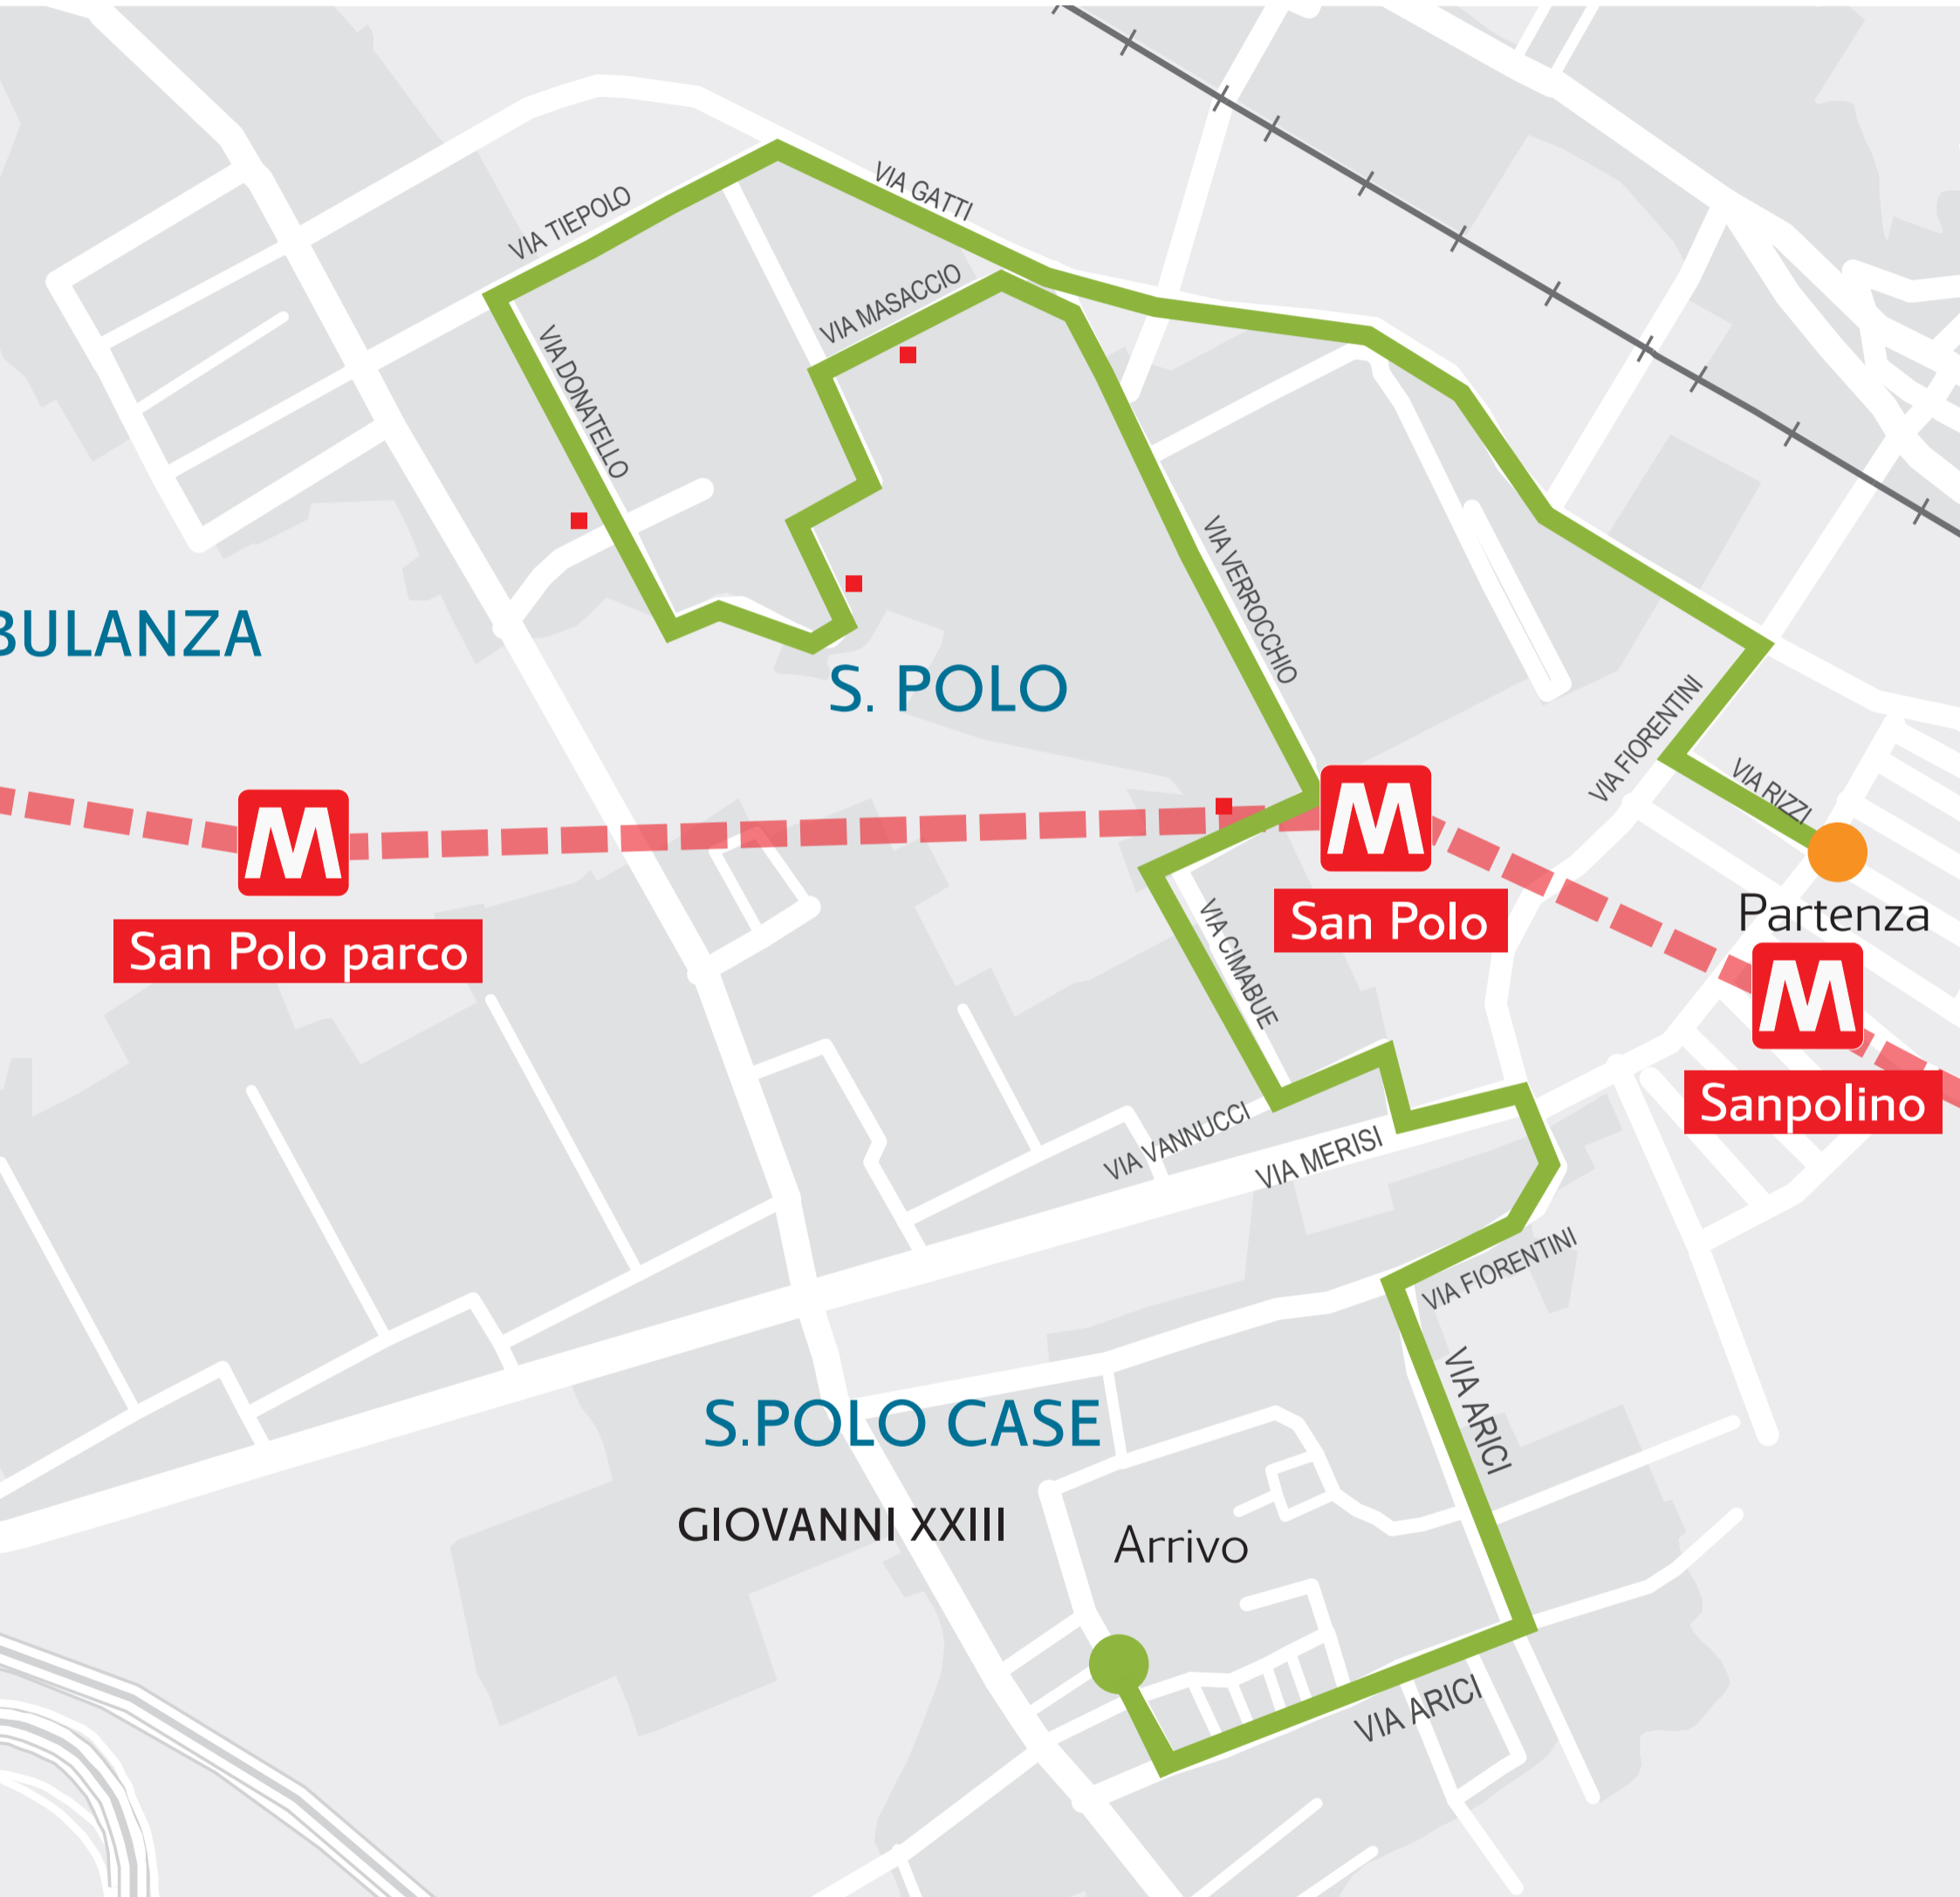 VIA GATTI
VIA TIEPOLO
VIA MASACCIO
VIA DONATELLO
VIA VERROCCHIO
BULANZA
S. POLO
VIA FIORENTINI
VIA RIZZI
M
M
San Polo parco
San Polo
Partenza
M
Sanpolino
VIA CIMABUE
VIA VANNUCCI
VIA MERISI
VIA FIORENTINI
VIA ARICI
S.POLO CASE
GIOVANNI XXIII
Arrivo
VIA ARICI